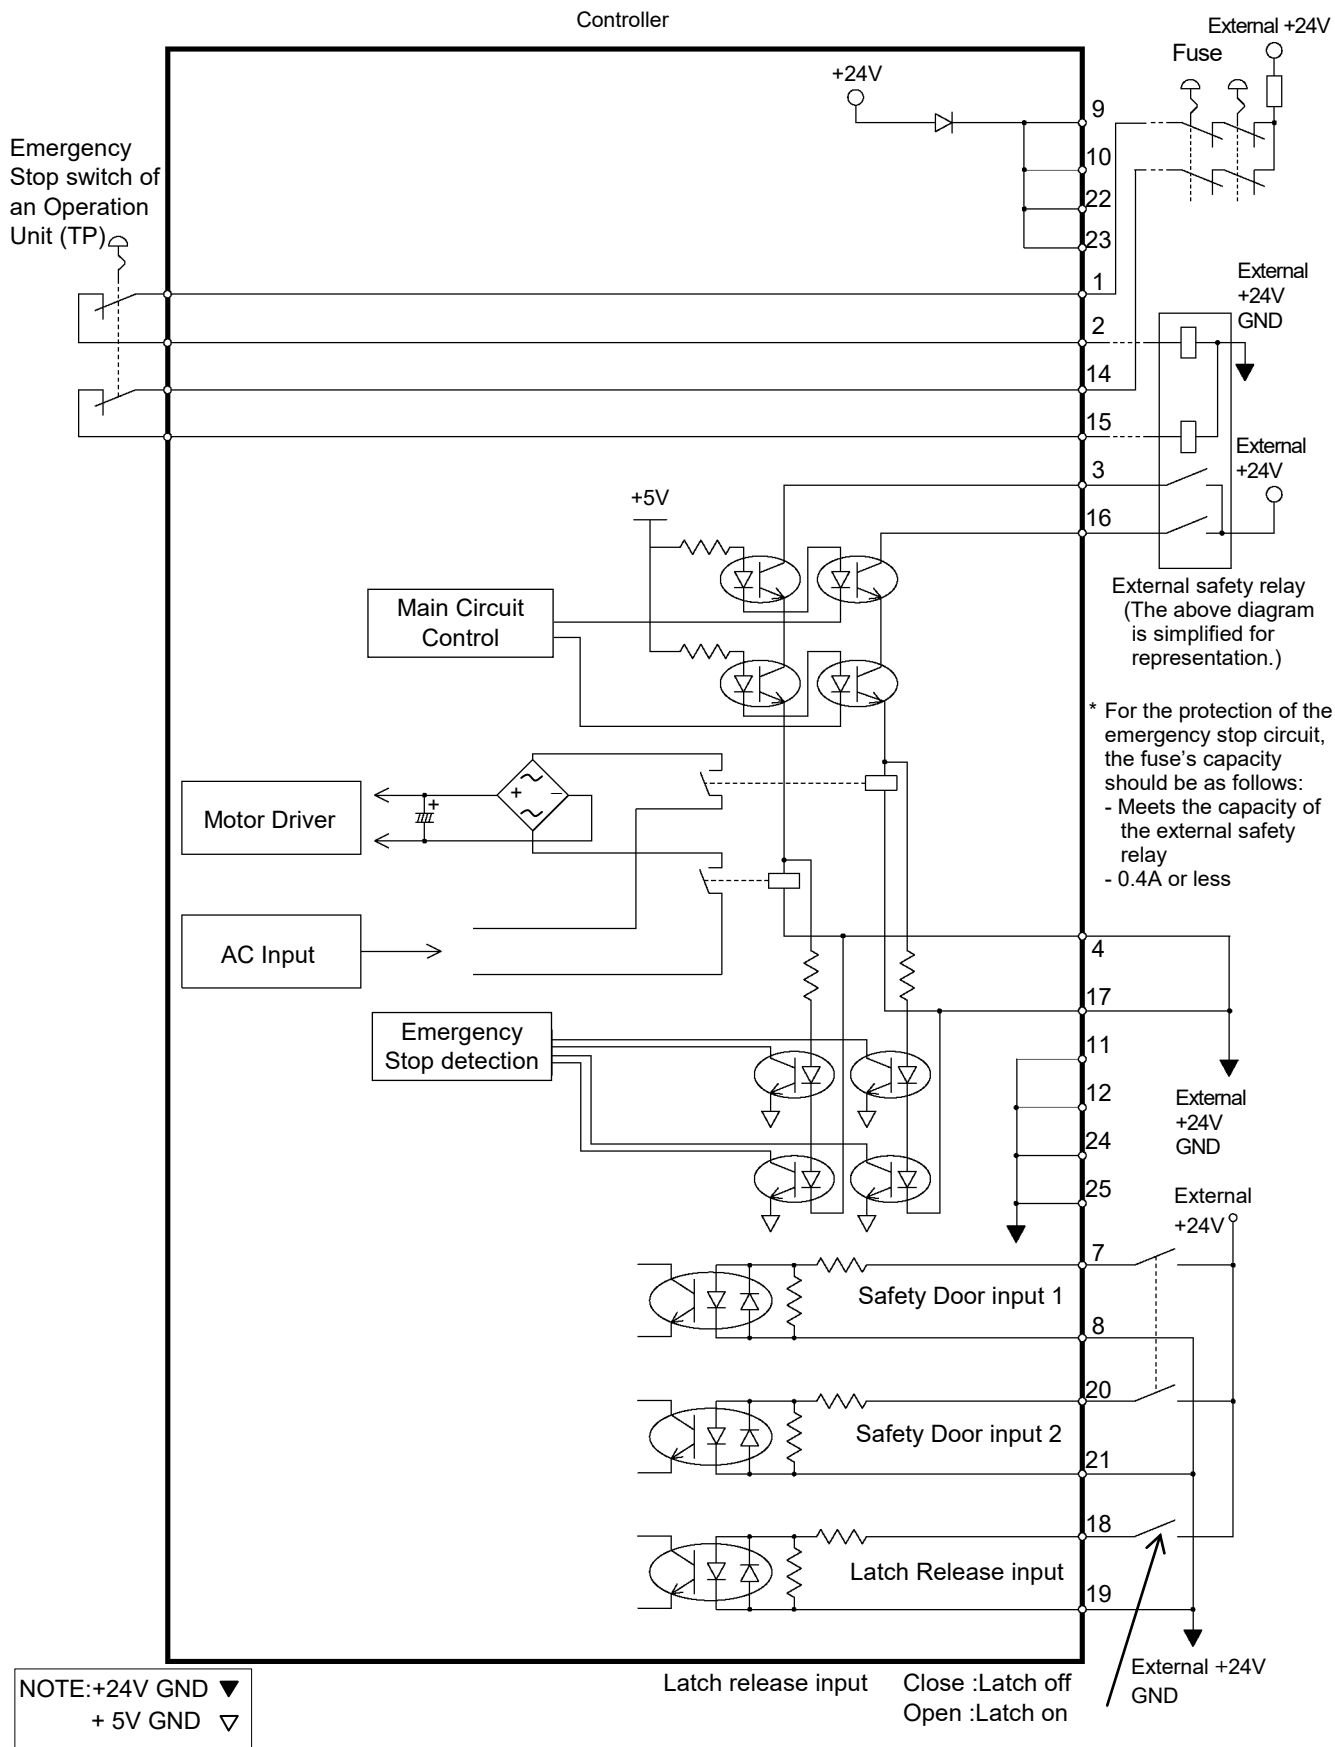 Controller
External +24V
Fuse
+24V
9
10
22
23
Emergency
Stop switch of
an Operation
Unit (TP)
1
2
14
15
External
+24V
GND
External
+24V
3
16
+5V
Main Circuit
Control
External safety relay
(The above diagram
is simplified for
representation.)
* For the protection of the
emergency stop circuit,
the fuse's capacity
should be as follows:
- Meets the capacity of
the external safety
relay
- 0.4A or less
Motor Driver
+
−
+
AC Input
4
17
Emergency
Stop detection
11
12
24
25
External
+24V
GND
External
+24V
7
Safety Door input 1
8
20
Safety Door input 2
21
18
Latch Release input
19
External +24V
GND
Latch release input Close :Latch off
Open :Latch on
NOTE:+24V GND ▼
+ 5V GND ▽